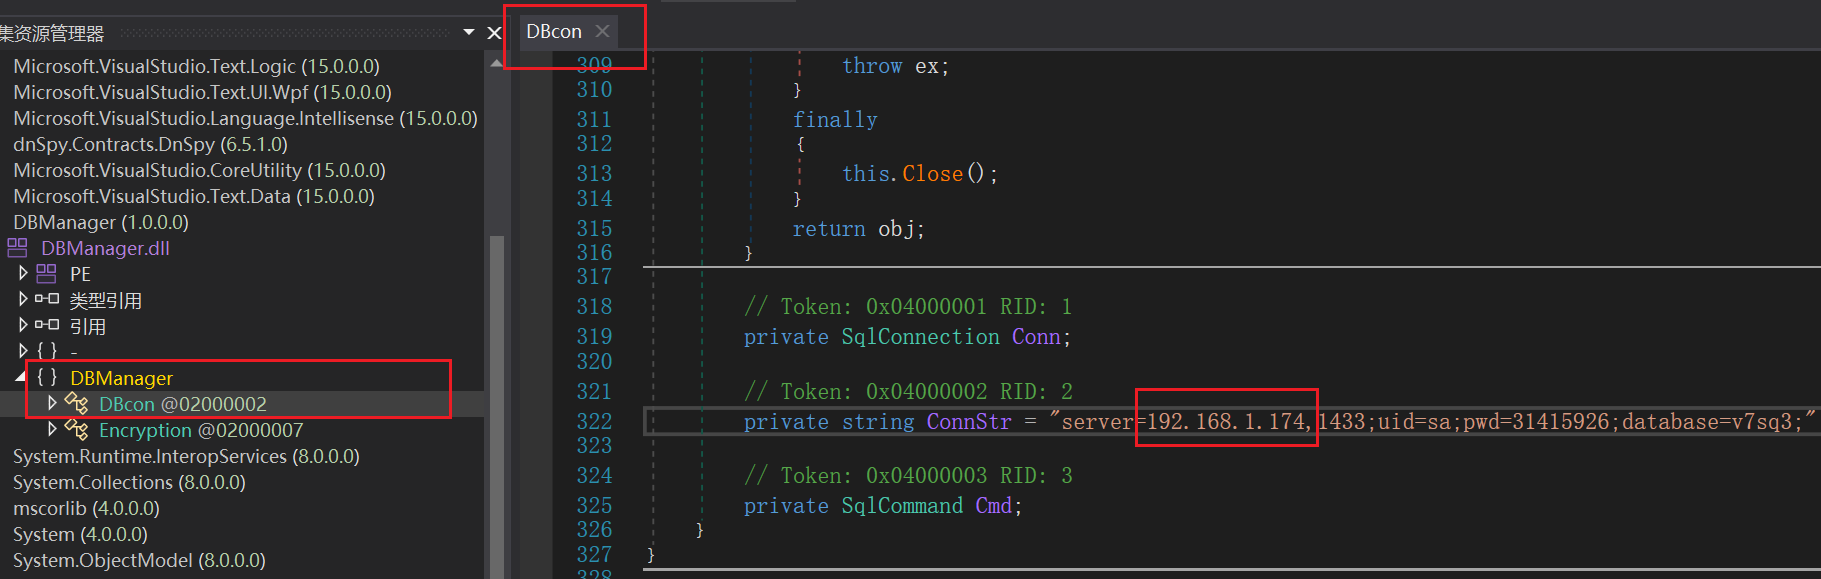 集资源管理器
Microsoft.VisualStudio.Text.Logic (15.0.0.0)
Microsoft.VisualStudio.Text.UI.Wpf (15.0.0.0)
Microsoft.VisualStudio.Language.Intellisense (15.0.0.0)
dnSpy.Contracts.DnSpy (6.5.1.0)
Microsoft.VisualStudio.CoreUtility (15.0.0.0)
Microsoft.VisualStudio.Text.Data (15.0.0.0)
DBManager (1.0.0.0)
DBManager.dll
PE
类型引用
引用
{ } -
{ } DBManager
DBcon @02000002
Encryption @02000007
System.Runtime.InteropServices (8.0.0.0)
System.Collections (8.0.0.0)
mscorlib (4.0.0.0)
System (4.0.0.0)
System.ObjectModel (8.0.0.0)
DBcon
309 throw ex;
310 }
311 finally
312 {
313 this.Close();
314 }
315 return obj;
316 }
317
318 // Token: 0x04000001 RID: 1
319 private SqlConnection Conn;
320
321 // Token: 0x04000002 RID: 2
322 private string ConnStr = "server=192.168.1.174,1433;uid=sa;pwd=31415926;database=v7sq3;"
323
324 // Token: 0x04000003 RID: 3
325 private SqlCommand Cmd;
326 }
327 }
328